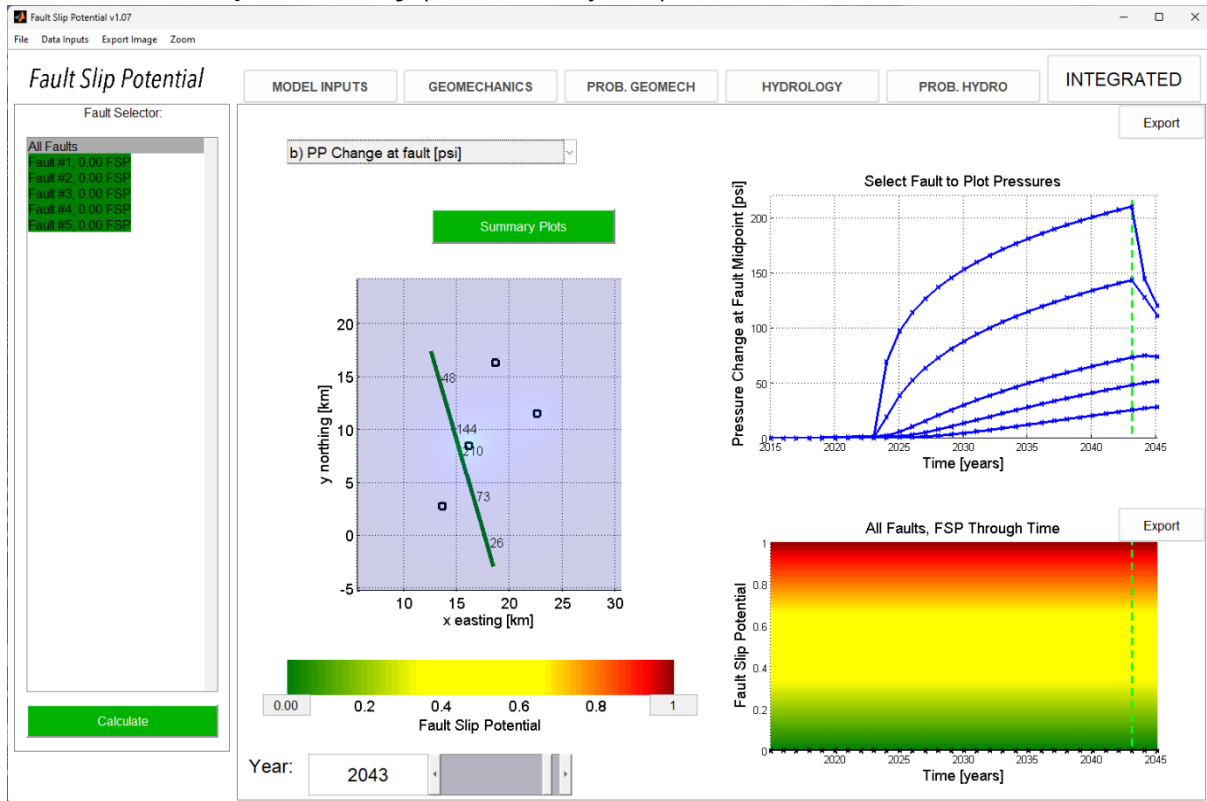 Fault Slip Potential v1.07
File Data Inputs Export Image Zoom
Fault Slip Potential
MODEL INPUTS GEOMECHANICS PROB. GEOMECH HYDROLOGY PROB. HYDRO INTEGRATED
Fault Selector:
All Faults
Fault #1, 0.00 FSP
Fault #2, 0.00 FSP
Fault #3, 0.00 FSP
Fault #4, 0.00 FSP
Fault #5, 0.00 FSP
Calculate
Export
b) PP Change at fault [psi]
Summary Plots
20
15
10
5
0
-5
y northing [km]
48
144
210
73
26
10 15 20 25 30
x easting [km]
0.00 0.2 0.4 0.6 0.8 1
Fault Slip Potential
Year: 2043
Select Fault to Plot Pressures
Pressure Change at Fault Midpoint [psi]
200
150
100
50
0
2015 2020 2025 2030 2035 2040 2045
Time [years]
Export
All Faults, FSP Through Time
Fault Slip Potential
1
0.8
0.6
0.4
0.2
0
2020 2025 2030 2035 2040 2045
Time [years]